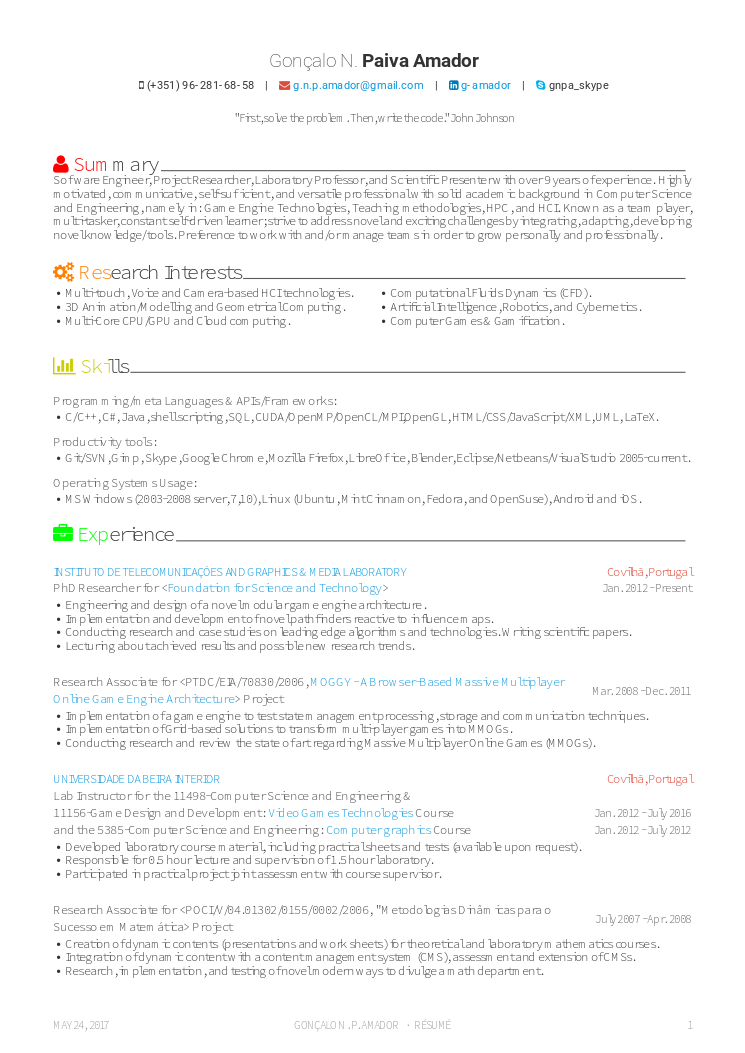 Gonçalo N. Paiva Amador
(+351) 96-281-68-58 | g.n.p.amador@gmail.com | g-amador | gnpa_skype
"First, solve the problem. Then, write the code." John Johnson
Summary
Software Engineer, Project Researcher, Laboratory Professor, and Scientific Presenter with over 9 years of experience. Highly
motivated, communicative, self-sufficient, and versatile professional with solid academic background in Computer Science
and Engineering, namely in: Game Engine Technologies, Teaching methodologies, HPC, and HCI. Known as a team player,
multi-tasker, constant self-driven learner; strive to address novel and exciting challenges by integrating, adapting, developing
novel knowledge/tools. Preference to work with and/or manage teams in order to grow personally and professionally.
Research Interests
• Multi-touch, Voice and Camera-based HCI technologies.
• 3D Animation/Modelling and Geometrical Computing.
• Multi-Core CPU/GPU and Cloud computing.
• Computational Fluids Dynamics (CFD).
• Artificial Intelligence, Robotics, and Cybernetics.
• Computer Games & Gamification.
Skills
Programming/meta Languages & APIs/Frameworks:
• C/C++, C#, Java, shell scripting, SQL, CUDA/OpenMP/OpenCL/MPI, OpenGL, HTML/CSS/JavaScript/XML, UML, LaTeX.
Productivity tools:
• Git/SVN, Gimp, Skype, Google Chrome, Mozilla Firefox, LibreOffice, Blender, Eclipse/Netbeans/VisualStudio 2005-current.
Operating Systems Usage:
• MS Windows (2003-2008 server, 7, 10), Linux (Ubuntu, Mint Cinnamon, Fedora, and OpenSuse), Android and iOS.
Experience
INSTITUTO DE TELECOMUNICAÇÕES AND GRAPHICS & MEDIA LABORATORY Covilhã, Portugal
PhD Researcher for <Foundation for Science and Technology> Jan. 2012 - Present
• Engineering and design of a novel modular game engine architecture.
• Implementation and development of novel pathfinders reactive to influence maps.
• Conducting research and case studies on leading edge algorithms and technologies. Writing scientific papers.
• Lecturing about achieved results and possible new research trends.
Research Associate for <PTDC/EIA/70830/2006, MOGGY - A Browser-Based Massive Multiplayer
Online Game Engine Architecture> Project Mar. 2008 - Dec. 2011
• Implementation of a game engine to test state management processing, storage and communication techniques.
• Implementation of Grid-based solutions to transform multi-player games into MMOGs.
• Conducting research and review the state of art regarding Massive Multiplayer Online Games (MMOGs).
UNIVERSIDADE DA BEIRA INTERIOR Covilhã, Portugal
Lab Instructor for the 11498-Computer Science and Engineering &
11156-Game Design and Development: Video Games Technologies Course Jan. 2012 - July 2016
and the 5385-Computer Science and Engineering: Computer graphics Course Jan. 2012 - July 2012
• Developed laboratory course material, including practical sheets and tests (available upon request).
• Responsible for 0.5 hour lecture and supervision of 1.5 hour laboratory.
• Participated in practical project joint assessment with course supervisor.
Research Associate for <POCI/V/04.01302/0155/0002/2006, "Metodologias Dinâmicas para o
Sucesso em Matemática> Project July 2007 - Apr. 2008
• Creation of dynamic contents (presentations and work sheets) for theoretical and laboratory mathematics courses.
• Integration of dynamic content with a content management system (CMS), assessment and extension of CMSs.
• Research, implementation, and testing of novel modern ways to divulge a math department.
MAY 24, 2017 GONÇALO N. P. AMADOR · RÉSUMÉ 1